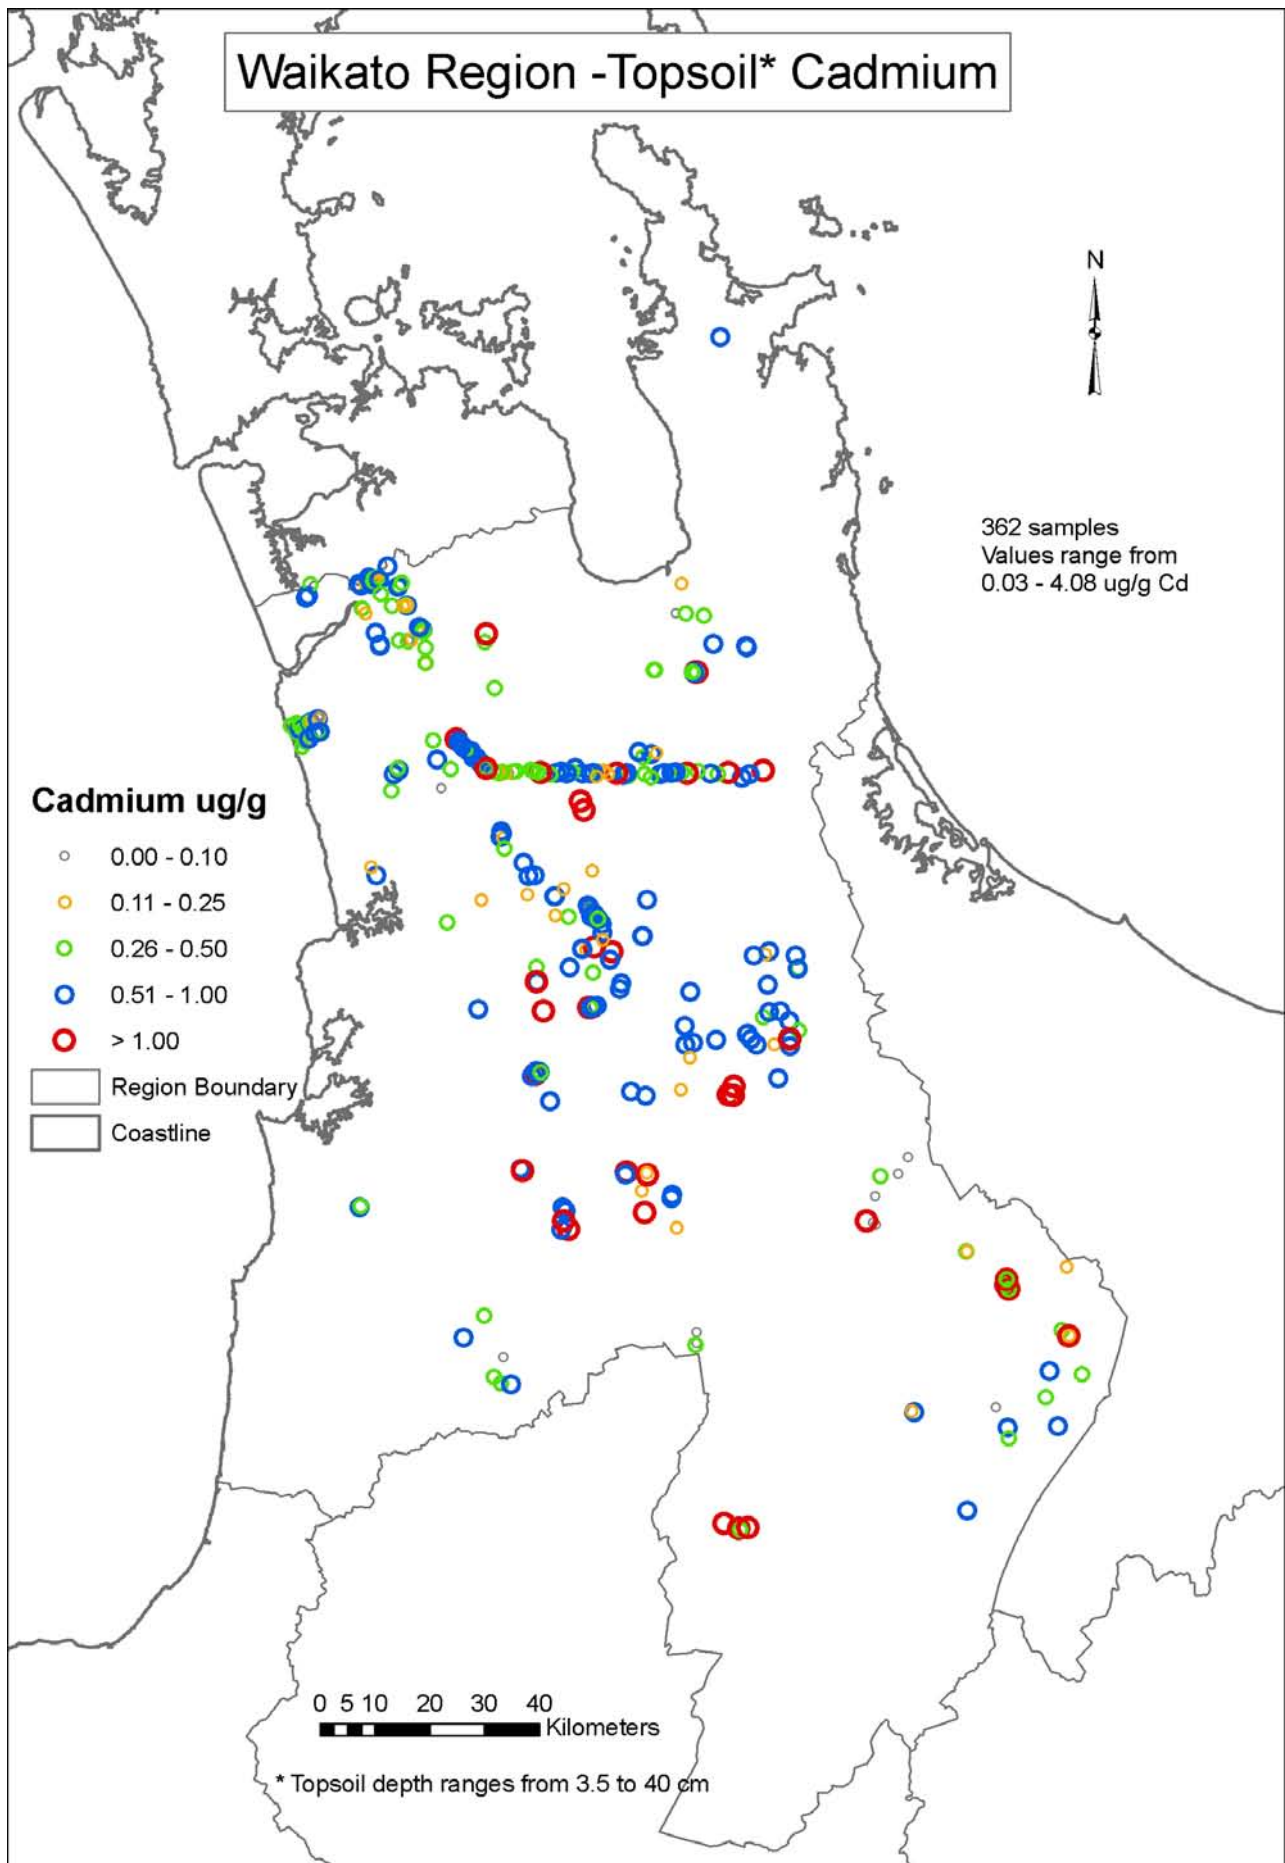 Waikato Region -Topsoil* Cadmium
N
362 samples
Values range from
0.03 - 4.08 ug/g Cd
Cadmium ug/g
0.00 - 0.10
0.11 - 0.25
0.26 - 0.50
0.51 - 1.00
> 1.00
Region Boundary
Coastline
0 5 10 20 30 40
Kilometers
* Topsoil depth ranges from 3.5 to 40 cm